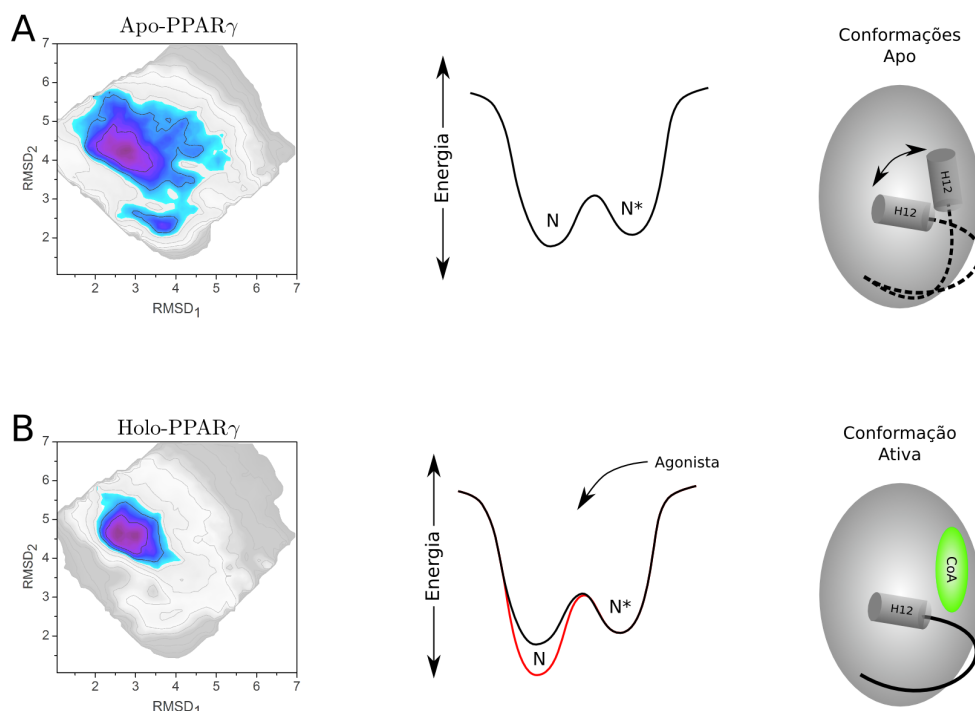 A
Apo-PPARγ
7
6
5
4
3
2
RMSD2
2
3
4
5
6
7
RMSD1
Energia
N
N*
Conformações
Apo
H12
H12
B
Holo-PPARγ
7
6
5
4
3
2
RMSD2
2
3
4
5
6
7
RMSD1
Energia
Agonista
N
N*
Conformação
Ativa
CoA
H12